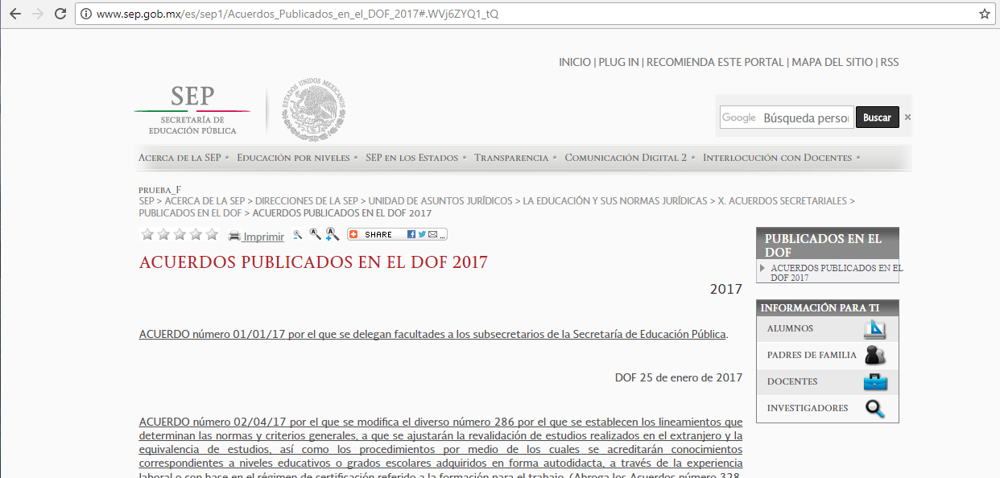 www.sep.gob.mx/es/sep1/Acuerdos_Publicados_en_el_DOF_2017#.WVj6ZYQ1_tQ
INICIO | PLUG IN | RECOMIENDA ESTE PORTAL | MAPA DEL SITIO | RSS
SEP
SECRETARÍA DE
EDUCACIÓN PÚBLICA
ESTADOS UNIDOS MEXICANOS
Google Búsqueda perso
Buscar
×
ACERCA DE LA SEP EDUCACIÓN POR NIVELES SEP EN LOS ESTADOS TRANSPARENCIA COMUNICACIÓN DIGITAL 2 INTERLOCUCIÓN CON DOCENTES
PRUEBA_F
SEP > ACERCA DE LA SEP > DIRECCIONES DE LA SEP > UNIDAD DE ASUNTOS JURÍDICOS > LA EDUCACIÓN Y SUS NORMAS JURÍDICAS > X. ACUERDOS SECRETARIALES >
PUBLICADOS EN EL DOF > ACUERDOS PUBLICADOS EN EL DOF 2017
Imprimir A A A SHARE ...
ACUERDOS PUBLICADOS EN EL DOF 2017
2017
ACUERDO número 01/01/17 por el que se delegan facultades a los subsecretarios de la Secretaría de Educación Pública.
DOF 25 de enero de 2017
ACUERDO número 02/04/17 por el que se modifica el diverso número 286 por el que se establecen los lineamientos que
determinan las normas y criterios generales, a que se ajustarán la revalidación de estudios realizados en el extranjero y la
equivalencia de estudios, así como los procedimientos por medio de los cuales se acreditarán conocimientos
correspondientes a niveles educativos o grados escolares adquiridos en forma autodidacta, a través de la experiencia
laboral o con base en el régimen de certificación referido a la formación para el trabajo. (Abroga los Acuerdos número 328,
PUBLICADOS EN EL
DOF
ACUERDOS PUBLICADOS EN EL
DOF 2017
INFORMACIÓN PARA TI
ALUMNOS
PADRES DE FAMILIA
DOCENTES
INVESTIGADORES